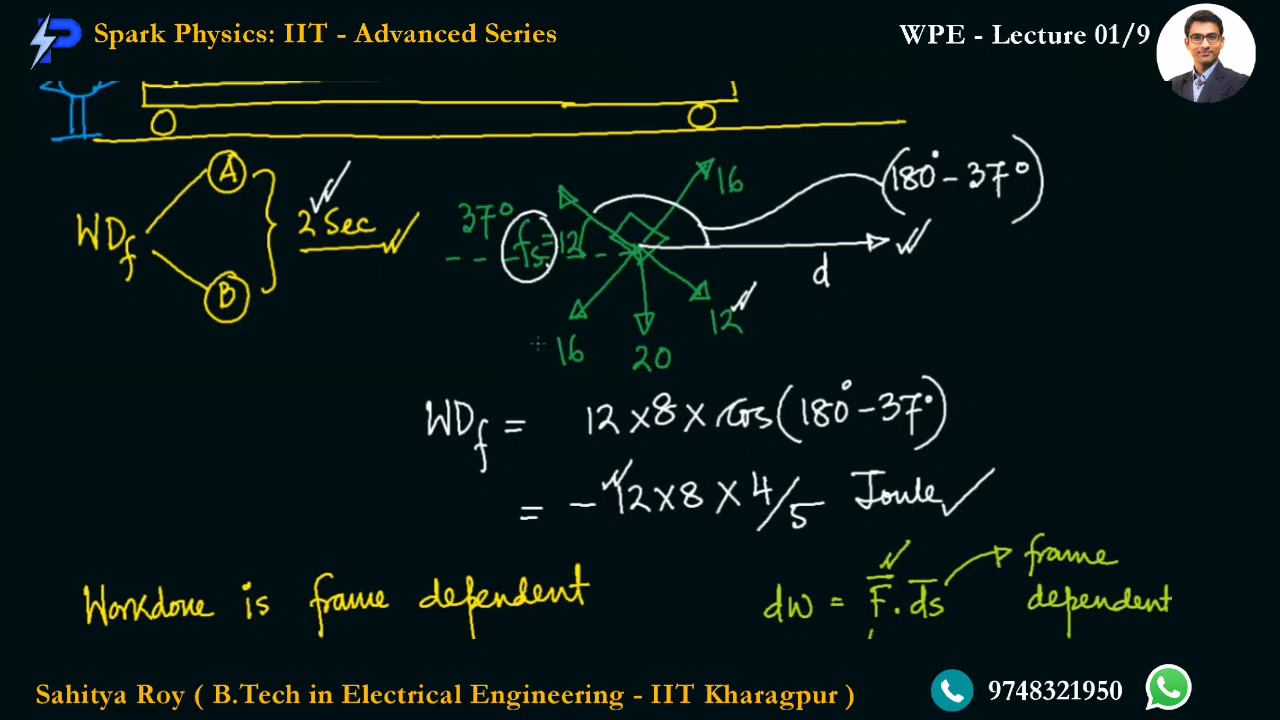 Spark Physics: IIT - Advanced Series
WPE - Lecture 01/9
A
WDf
2 Sec
B
37°
fs = 12
16
(180° - 37°)
d
12
16
20
WDf = 12 × 8 × cos (180° - 37°)
= - 12 × 8 × 4/5 Joule
Workdone is frame dependent
dw = F. ds
frame
dependent
Sahitya Roy ( B.Tech in Electrical Engineering - IIT Kharagpur )
9748321950